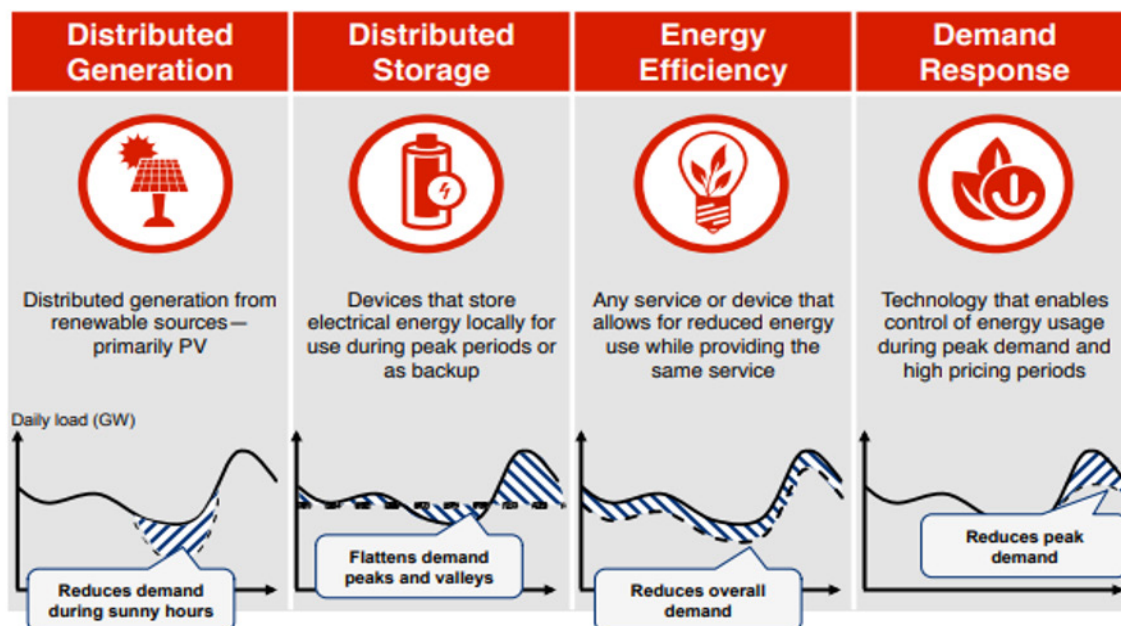 Distributed
Generation
Distributed
Storage
Energy
Efficiency
Demand
Response
Distributed generation from
renewable sources—
primarily PV
Devices that store
electrical energy locally for
use during peak periods or
as backup
Any service or device that
allows for reduced energy
use while providing the
same service
Technology that enables
control of energy usage
during peak demand and
high pricing periods
Daily load (GW)
Reduces demand
during sunny hours
Flattens demand
peaks and valleys
Reduces overall
demand
Reduces peak
demand